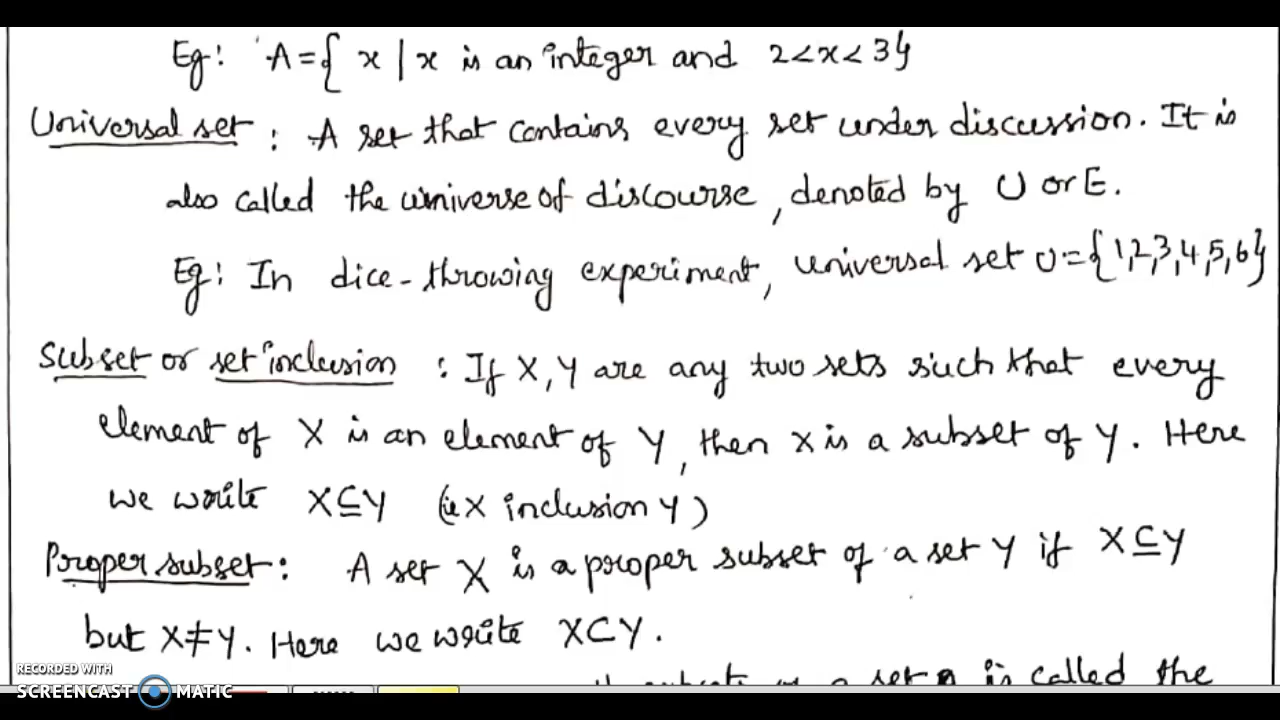 Eg: A={ x | x is an integer and 2<x<3}
Universal set : A set that contains every set under discussion. It is
also called the universe of discourse, denoted by U or E.
Eg: In dice-throwing experiment, universal set U={1,2,3,4,5,6}
Subset or set inclusion : If X, Y are any two sets such that every
element of X is an element of Y, then X is a subset of Y. Here
we write X⊆Y (ie X inclusion Y)
Proper subset: A set X is a proper subset of a set Y if X⊆Y
but X≠Y. Here we write X⊂Y.
a set is called the
RECORDED WITH
SCREENCAST MATIC